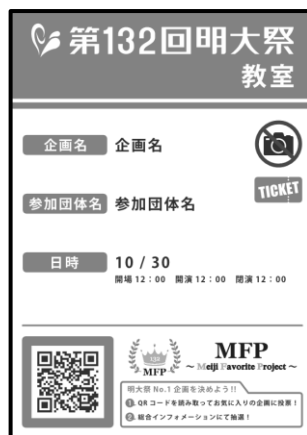 第132回明大祭
教室
企画名 企画名
TICKET
参加団体名 参加団体名
日時 10 / 30
開場 12：00 開演 12：00 閉演 12：00
MFP
MFP
～ Meiji Favorite Project ～
明大祭 No.1 企画を決めよう!!
❶. QR コードを読み取ってお気に入りの企画に投票！
❷. 総合インフォメーションにて抽選！